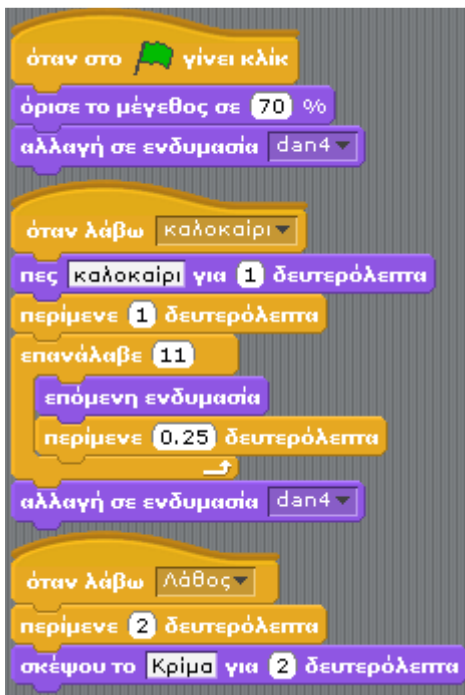 όταν στο γίνει κλίκ
όρισε το μέγεθος σε 70 %
αλλαγή σε ενδυμασία dan4
όταν λάβω καλοκαίρι
πες καλοκαίρι για 1 δευτερόλεπτα
περίμενε 1 δευτερόλεπτα
επανάλαβε 11
επόμενη ενδυμασία
περίμενε 0.25 δευτερόλεπτα
αλλαγή σε ενδυμασία dan4
όταν λάβω Λάθος
περίμενε 2 δευτερόλεπτα
σκέψου το Κρίμα για 2 δευτερόλεπτα